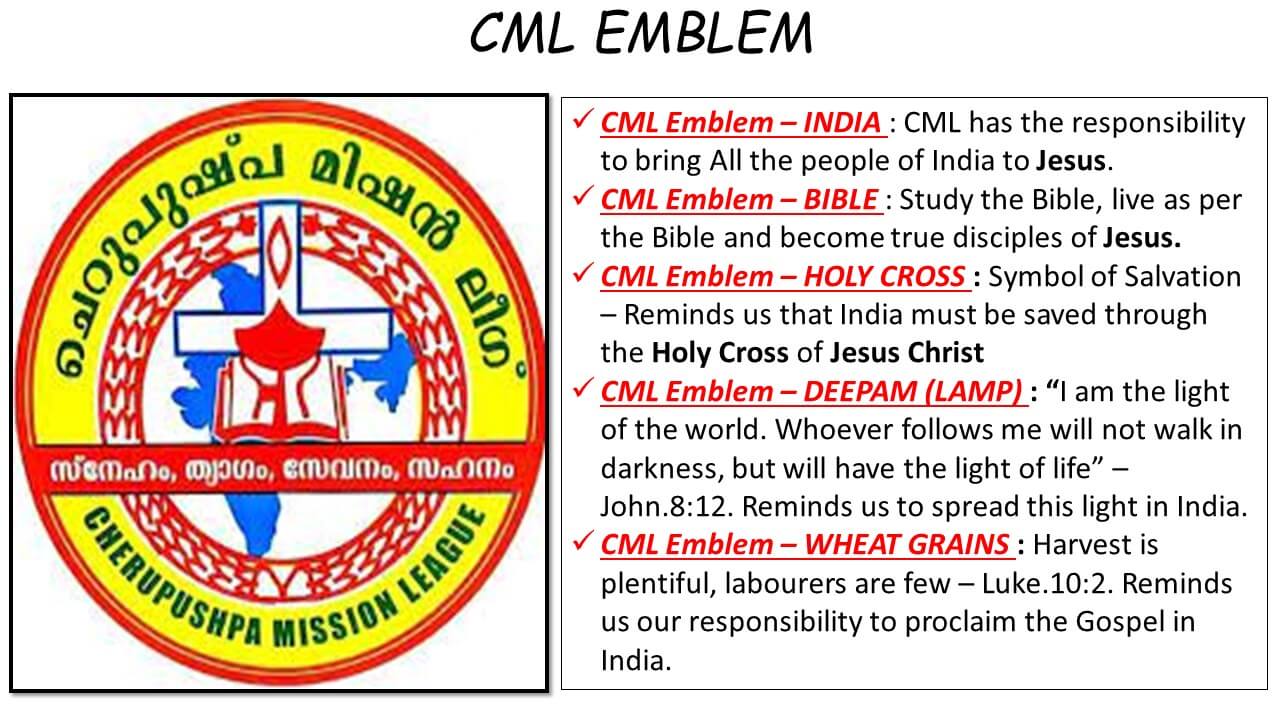 CML EMBLEM
ചെറുപുഷ്പ മിഷൻ ലീഗ്
സ്നേഹം, ത്യാഗം, സേവനം, സഹനം
CHERUPUSHPA MISSION LEAGUE
✓ CML Emblem – INDIA : CML has the responsibility
to bring All the people of India to Jesus.
✓ CML Emblem – BIBLE : Study the Bible, live as per
the Bible and become true disciples of Jesus.
✓ CML Emblem – HOLY CROSS : Symbol of Salvation
– Reminds us that India must be saved through
the Holy Cross of Jesus Christ
✓ CML Emblem – DEEPAM (LAMP) : “I am the light
of the world. Whoever follows me will not walk in
darkness, but will have the light of life” –
John.8:12. Reminds us to spread this light in India.
✓ CML Emblem – WHEAT GRAINS : Harvest is
plentiful, labourers are few – Luke.10:2. Reminds
us our responsibility to proclaim the Gospel in
India.